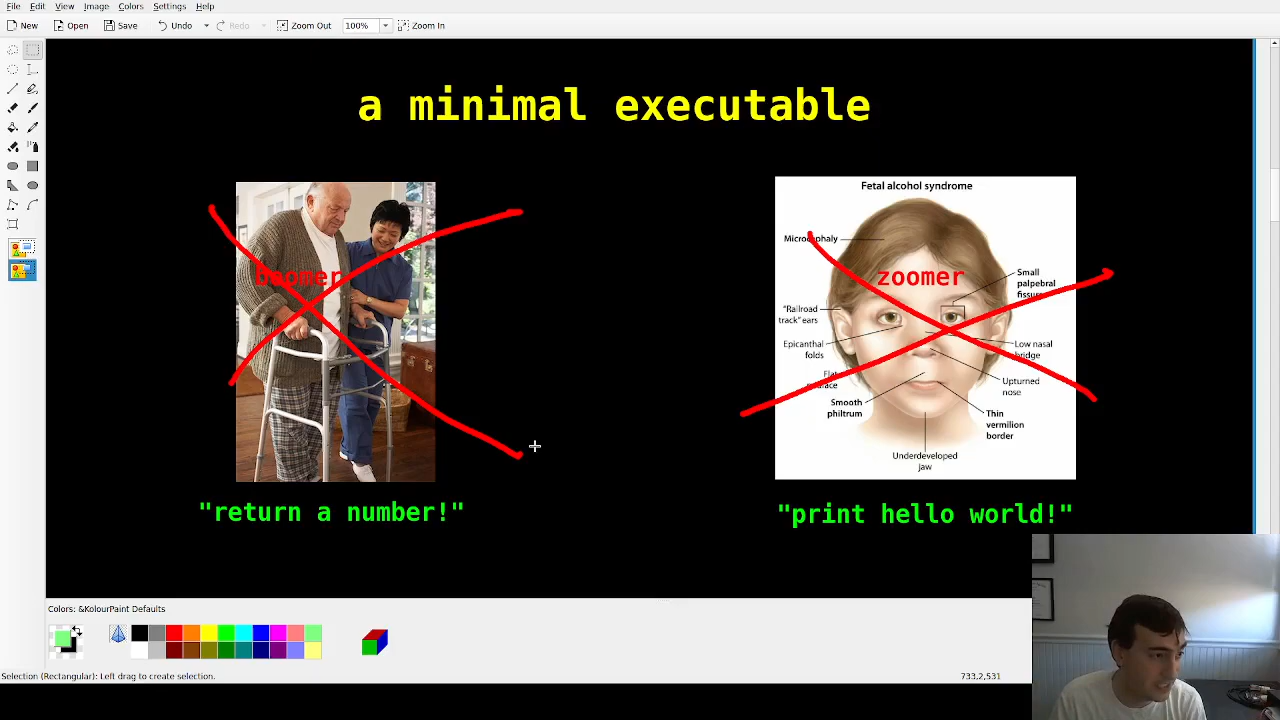 File Edit View Image Colors Settings Help
New Open Save Undo Redo Zoom Out 100% Zoom In
a minimal executable
Fetal alcohol syndrome
Microcephaly
boomer
zoomer
Small
palpebral
fissures
"Railroad
track" ears
Epicanthal
folds
Low nasal
bridge
Flat
midface
Upturned
nose
Smooth
philtrum
Thin
vermilion
border
Underdeveloped
jaw
"return a number!"
"print hello world!"
Colors: &KolourPaint Defaults
Selection (Rectangular): Left drag to create selection.
733,2,531